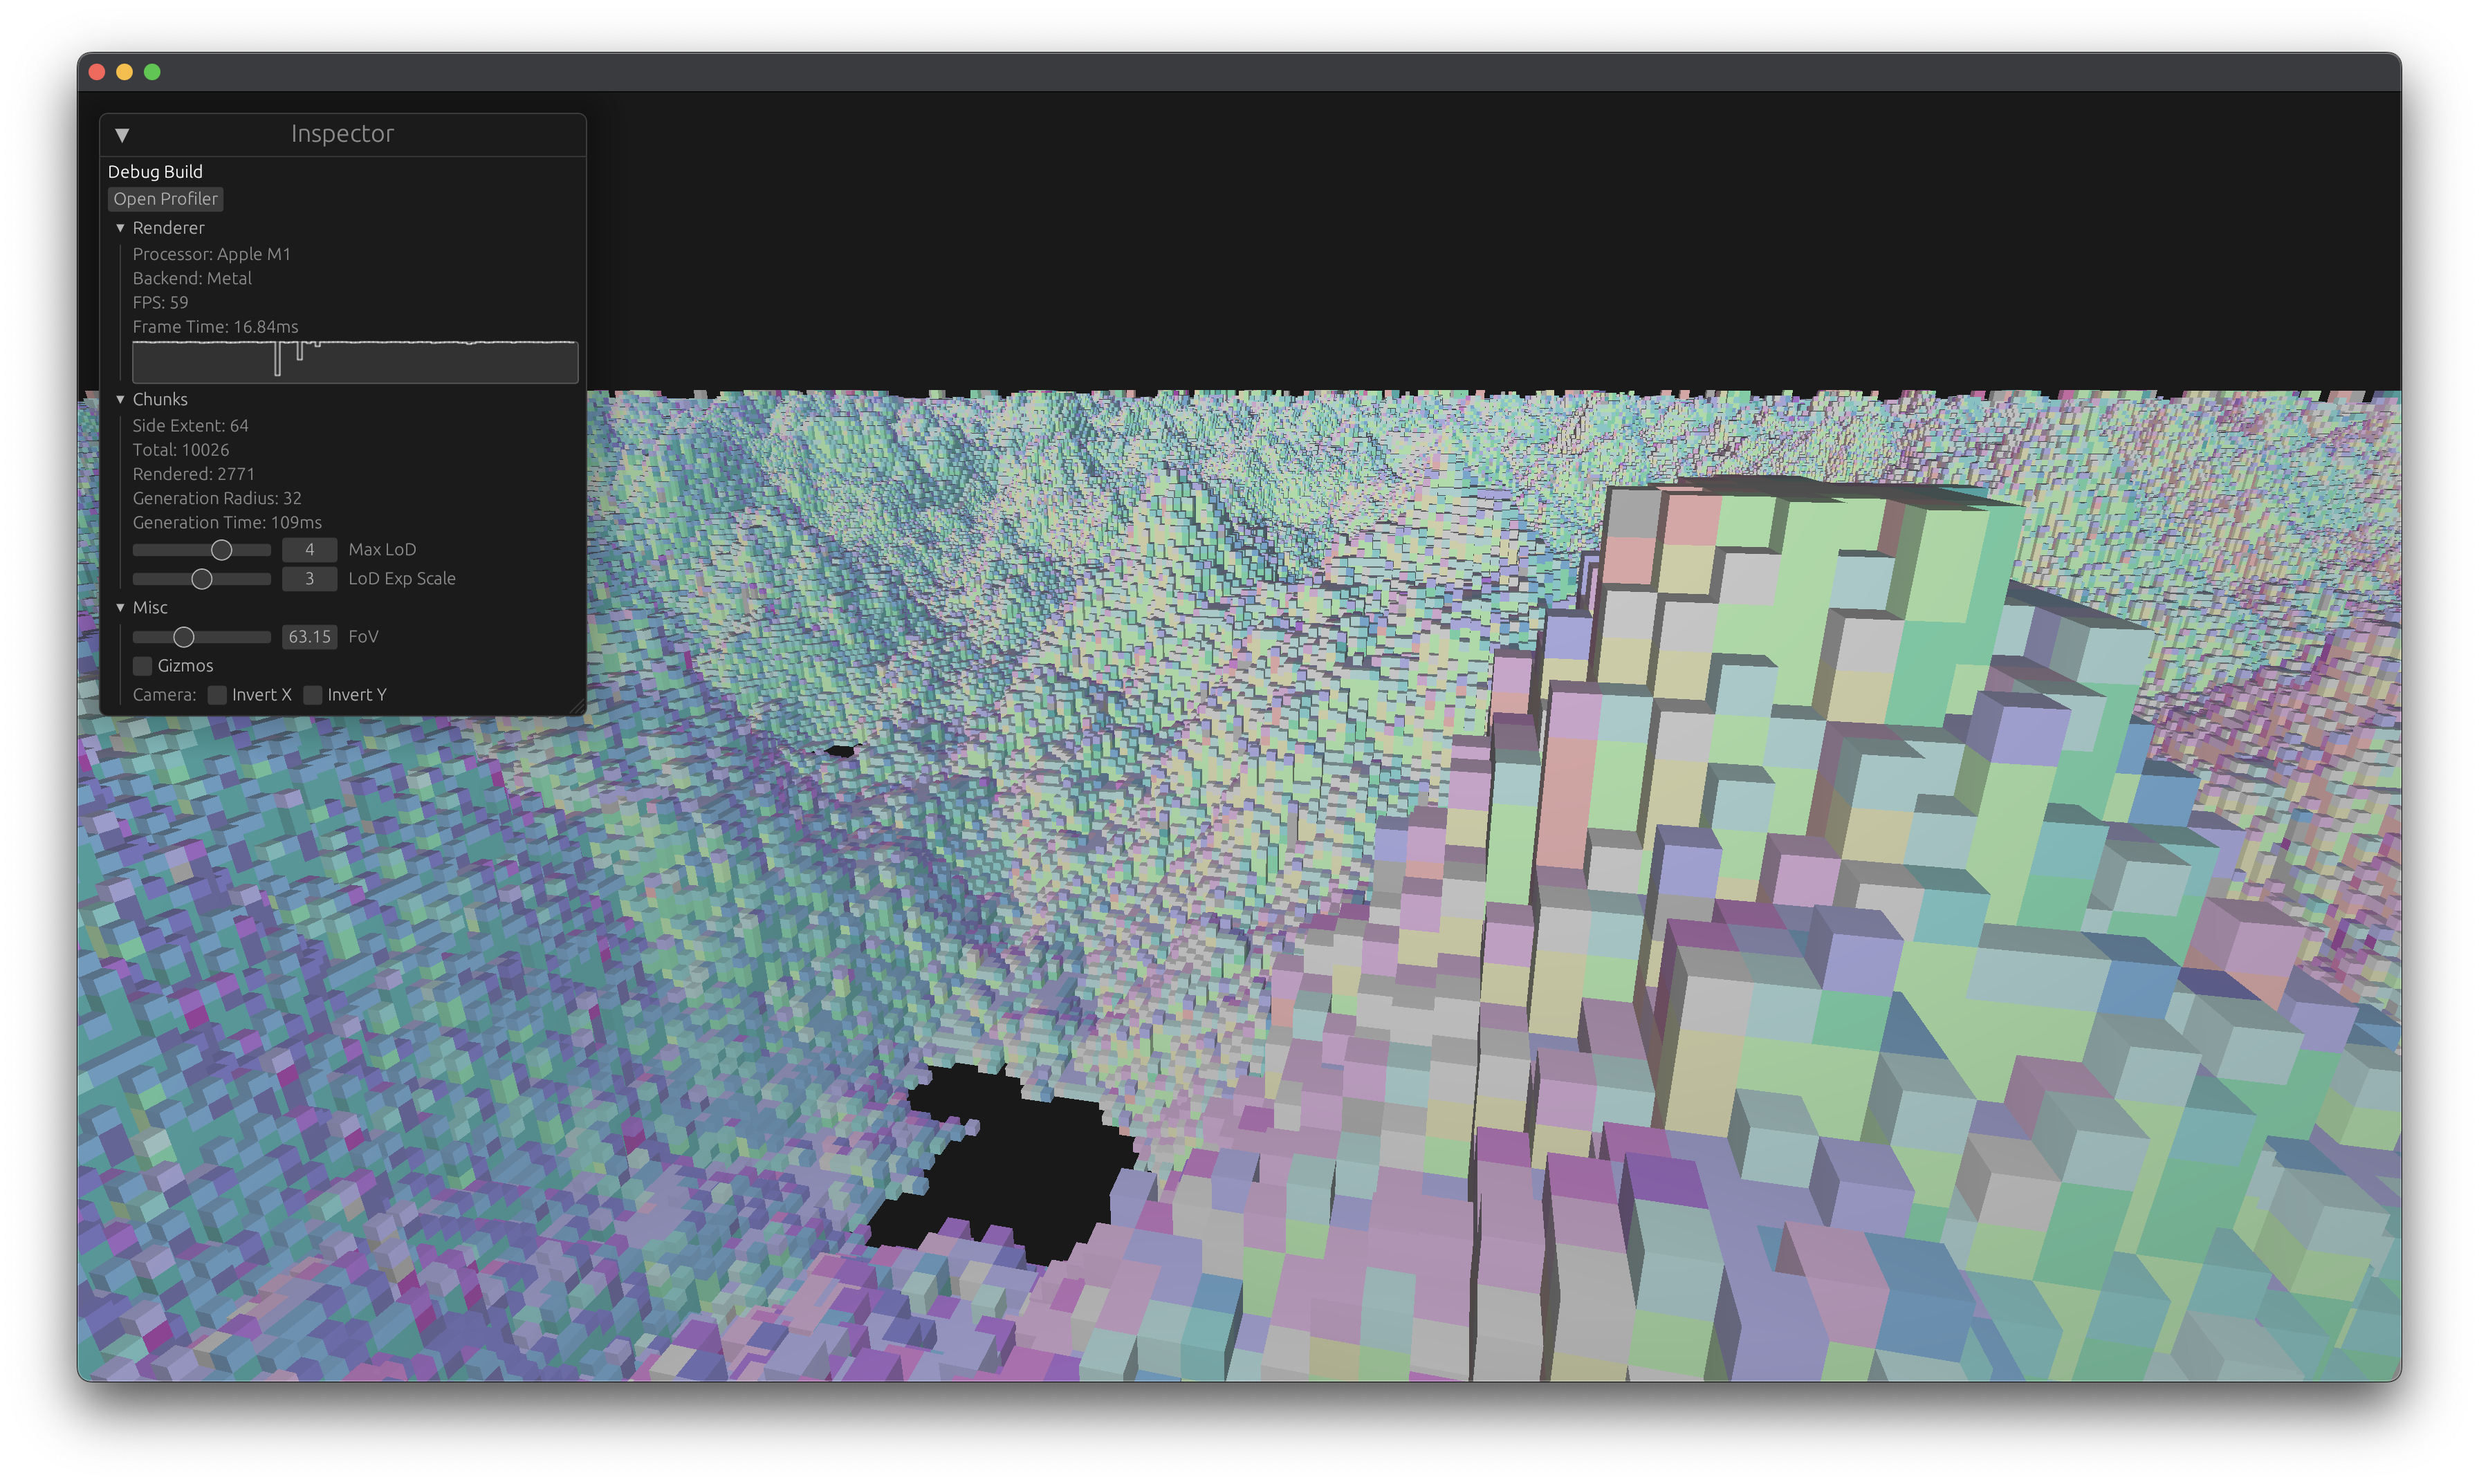 Inspector
Debug Build
Open Profiler
Renderer
Processor: Apple M1
Backend: Metal
FPS: 59
Frame Time: 16.84ms
Chunks
Side Extent: 64
Total: 10026
Rendered: 2771
Generation Radius: 32
Generation Time: 109ms
4 Max LoD
3 LoD Exp Scale
Misc
63.15 FoV
Gizmos
Camera: Invert X Invert Y